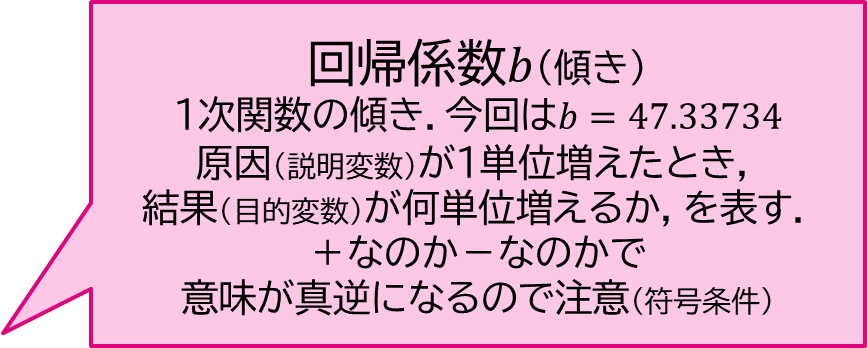 回帰係数b（傾き）
1次関数の傾き．今回はb = 47.33734
原因（説明変数）が1単位増えたとき，
結果（目的変数）が何単位増えるか，を表す．
＋なのか－なのかで
意味が真逆になるので注意（符号条件）